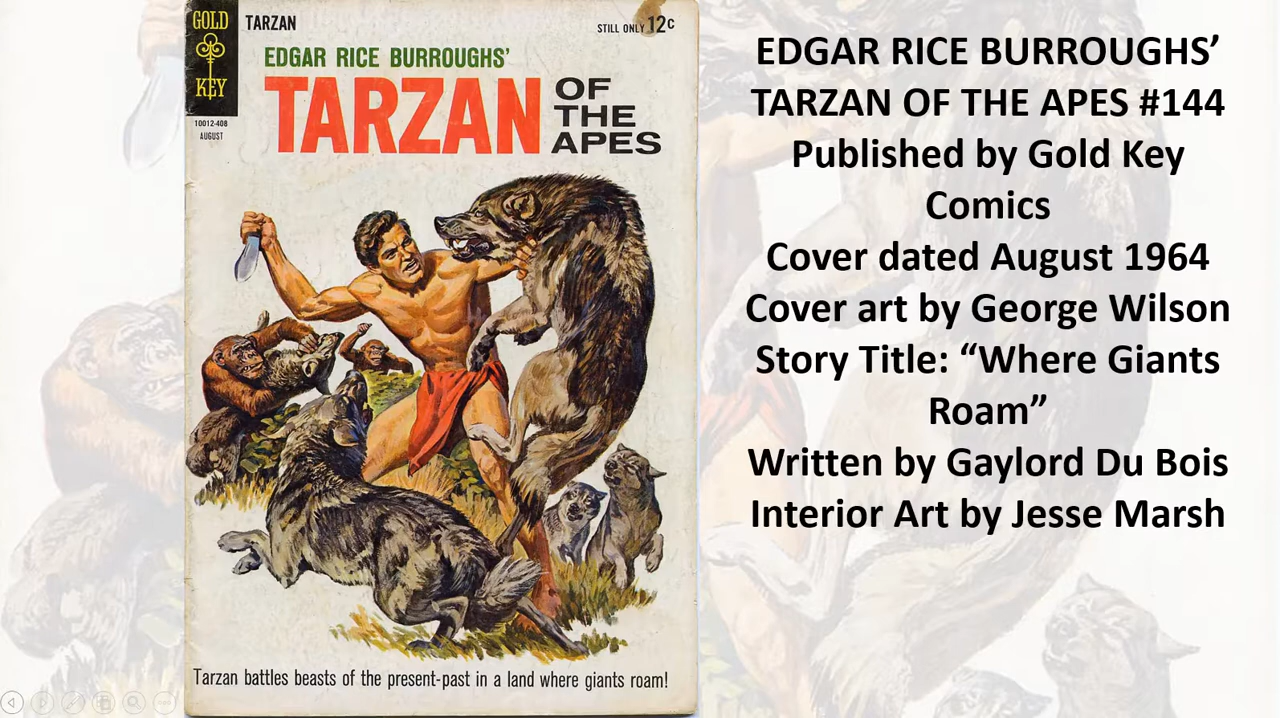 GOLD
KEY
10012-408
AUGUST
TARZAN
STILL ONLY 12c
EDGAR RICE BURROUGHS'
TARZAN OF
THE
APES
Tarzan battles beasts of the present-past in a land where giants roam!
EDGAR RICE BURROUGHS’
TARZAN OF THE APES #144
Published by Gold Key
Comics
Cover dated August 1964
Cover art by George Wilson
Story Title: “Where Giants
Roam”
Written by Gaylord Du Bois
Interior Art by Jesse Marsh